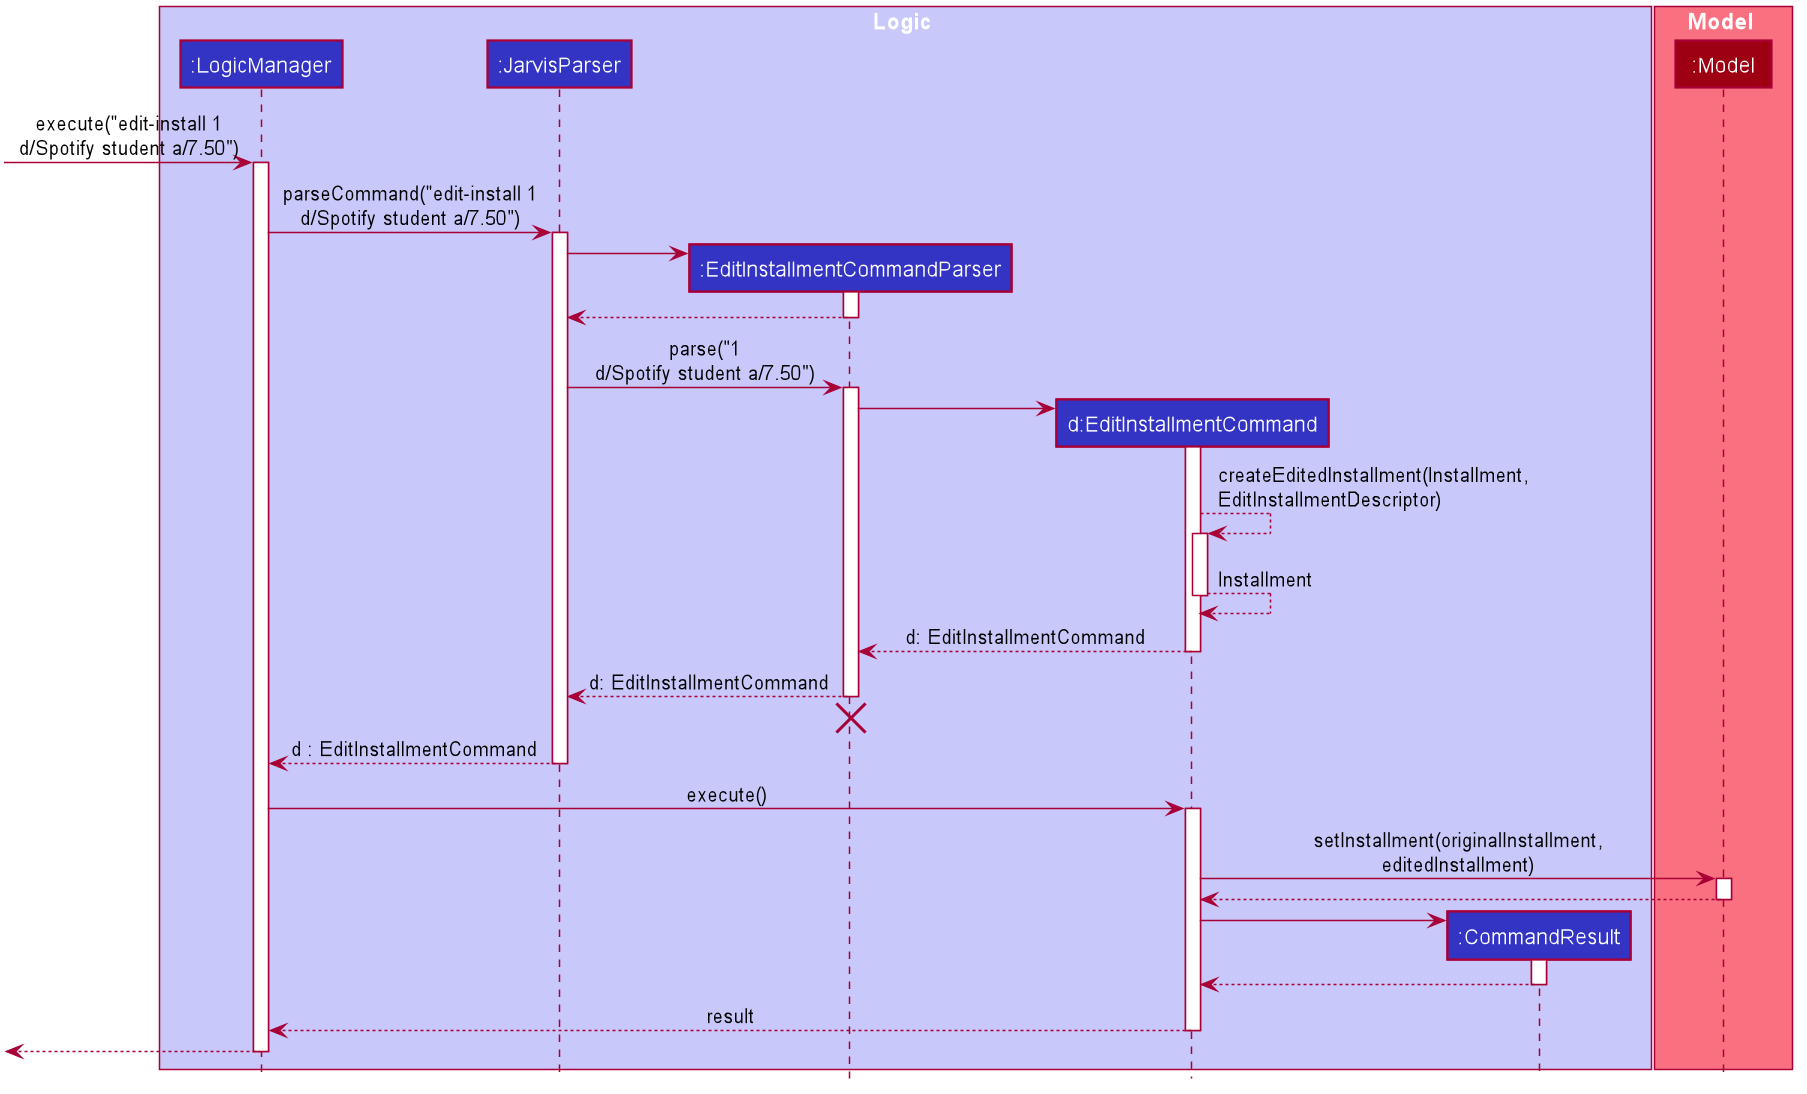 Logic
Model
:LogicManager
:JarvisParser
:Model
execute("edit-install 1
d/Spotify student a/7.50")
parseCommand("edit-install 1
d/Spotify student a/7.50")
:EditInstallmentCommandParser
parse("1
d/Spotify student a/7.50")
d:EditInstallmentCommand
createEditedInstallment(Installment,
EditInstallmentDescriptor)
Installment
d: EditInstallmentCommand
d: EditInstallmentCommand
d : EditInstallmentCommand
execute()
setInstallment(originalInstallment,
editedInstallment)
:CommandResult
result